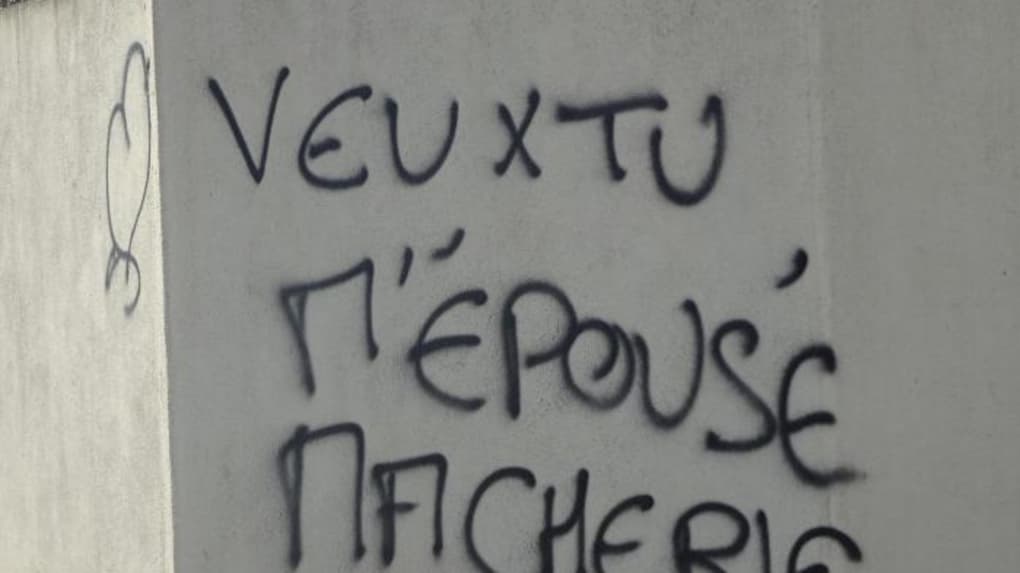 VEUX TU
M'ÉPOUSÉ
MACHERIE